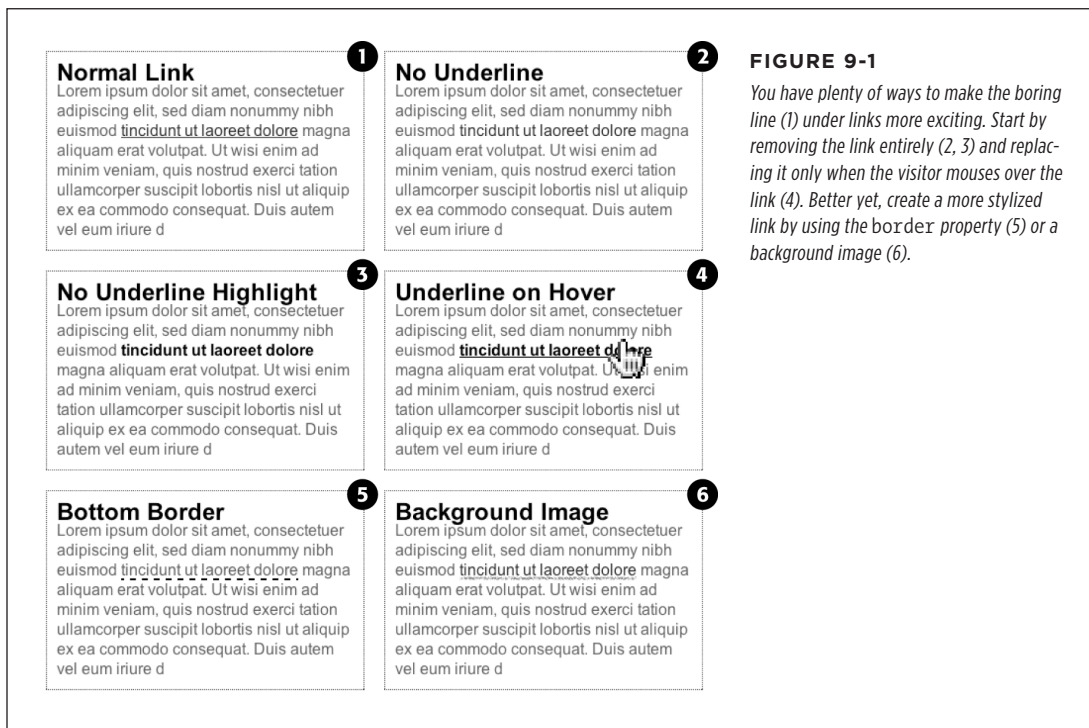 1
Normal Link
Lorem ipsum dolor sit amet, consectetuer
adipiscing elit, sed diam nonummy nibh
euismod tincidunt ut laoreet dolore magna
aliquam erat volutpat. Ut wisi enim ad
minim veniam, quis nostrud exerci tation
ullamcorper suscipit lobortis nisl ut aliquip
ex ea commodo consequat. Duis autem
vel eum iriure d
2
No Underline
Lorem ipsum dolor sit amet, consectetuer
adipiscing elit, sed diam nonummy nibh
euismod tincidunt ut laoreet dolore magna
aliquam erat volutpat. Ut wisi enim ad
minim veniam, quis nostrud exerci tation
ullamcorper suscipit lobortis nisl ut aliquip
ex ea commodo consequat. Duis autem
vel eum iriure d
3
No Underline Highlight
Lorem ipsum dolor sit amet, consectetuer
adipiscing elit, sed diam nonummy nibh
euismod tincidunt ut laoreet dolore
magna aliquam erat volutpat. Ut wisi enim
ad minim veniam, quis nostrud exerci
tation ullamcorper suscipit lobortis nisl ut
aliquip ex ea commodo consequat. Duis
autem vel eum iriure d
4
Underline on Hover
Lorem ipsum dolor sit amet, consectetuer
adipiscing elit, sed diam nonummy nibh
euismod tincidunt ut laoreet dolore
magna aliquam erat volutpat. Ut wisi enim
ad minim veniam, quis nostrud exerci
tation ullamcorper suscipit lobortis nisl ut
aliquip ex ea commodo consequat. Duis
autem vel eum iriure d
5
Bottom Border
Lorem ipsum dolor sit amet, consectetuer
adipiscing elit, sed diam nonummy nibh
euismod tincidunt ut laoreet dolore magna
aliquam erat volutpat. Ut wisi enim ad
minim veniam, quis nostrud exerci tation
ullamcorper suscipit lobortis nisl ut aliquip
ex ea commodo consequat. Duis autem
vel eum iriure d
6
Background Image
Lorem ipsum dolor sit amet, consectetuer
adipiscing elit, sed diam nonummy nibh
euismod tincidunt ut laoreet dolore magna
aliquam erat volutpat. Ut wisi enim ad
minim veniam, quis nostrud exerci tation
ullamcorper suscipit lobortis nisl ut aliquip
ex ea commodo consequat. Duis autem
vel eum iriure d
FIGURE 9-1
You have plenty of ways to make the boring
line (1) under links more exciting. Start by
removing the link entirely (2, 3) and replac-
ing it only when the visitor mouses over the
link (4). Better yet, create a more stylized
link by using the border property (5) or a
background image (6).